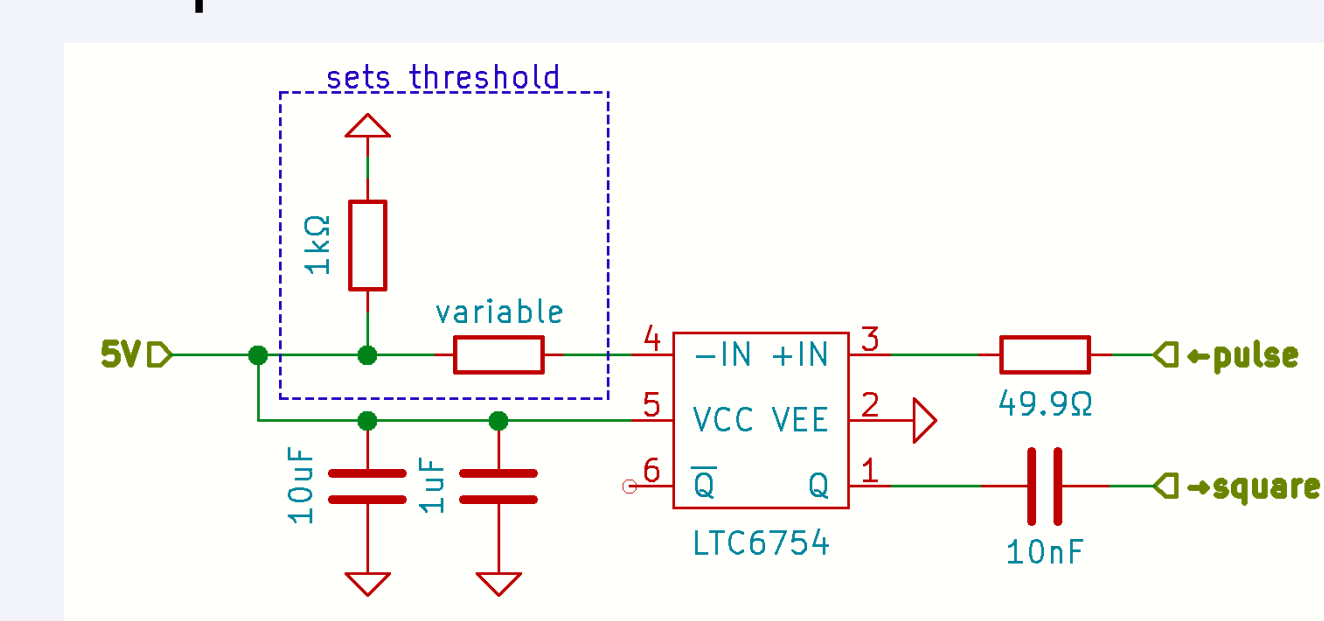 sets threshold
1kΩ
variable
5V
4
-IN +IN
3
←pulse
49.9Ω
5
VCC VEE
2
10uF
1uF
6
Q̅
Q
1
→square
LTC6754
10nF